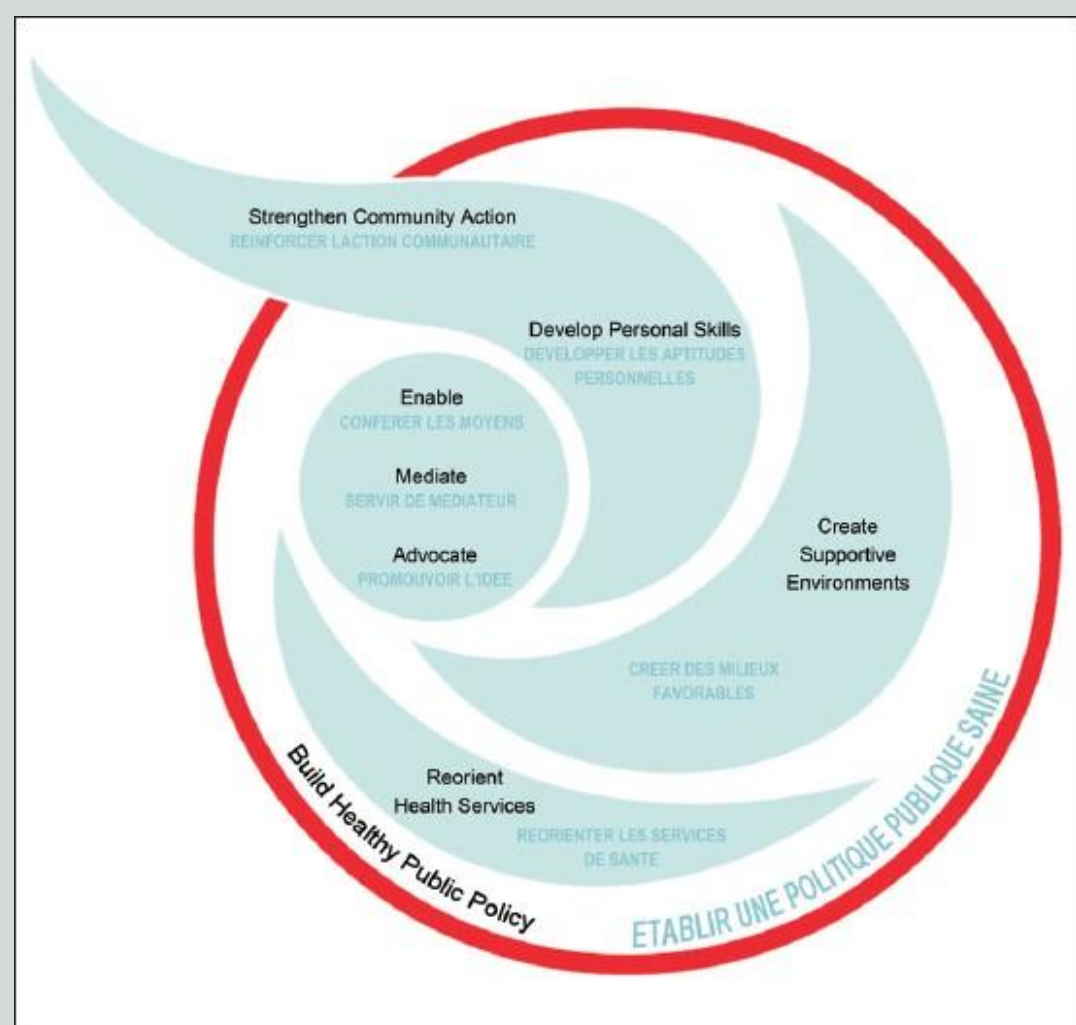 Strengthen Community Action
REINFORCER LACTION COMMUNAUTAIRE
Develop Personal Skills
DEVELOPPER LES APTITUDES
PERSONNELLES
Enable
CONFERER LES MOYENS
Mediate
SERVIR DE MEDIATEUR
Advocate
PROMOUVOIR L'IDEE
Create
Supportive
Environments
CREER DES MILIEUX
FAVORABLES
Reorient
Health Services
REORIENTER LES SERVICES
DE SANTE
Build Healthy Public Policy
ETABLIR UNE POLITIQUE PUBLIQUE SAINE